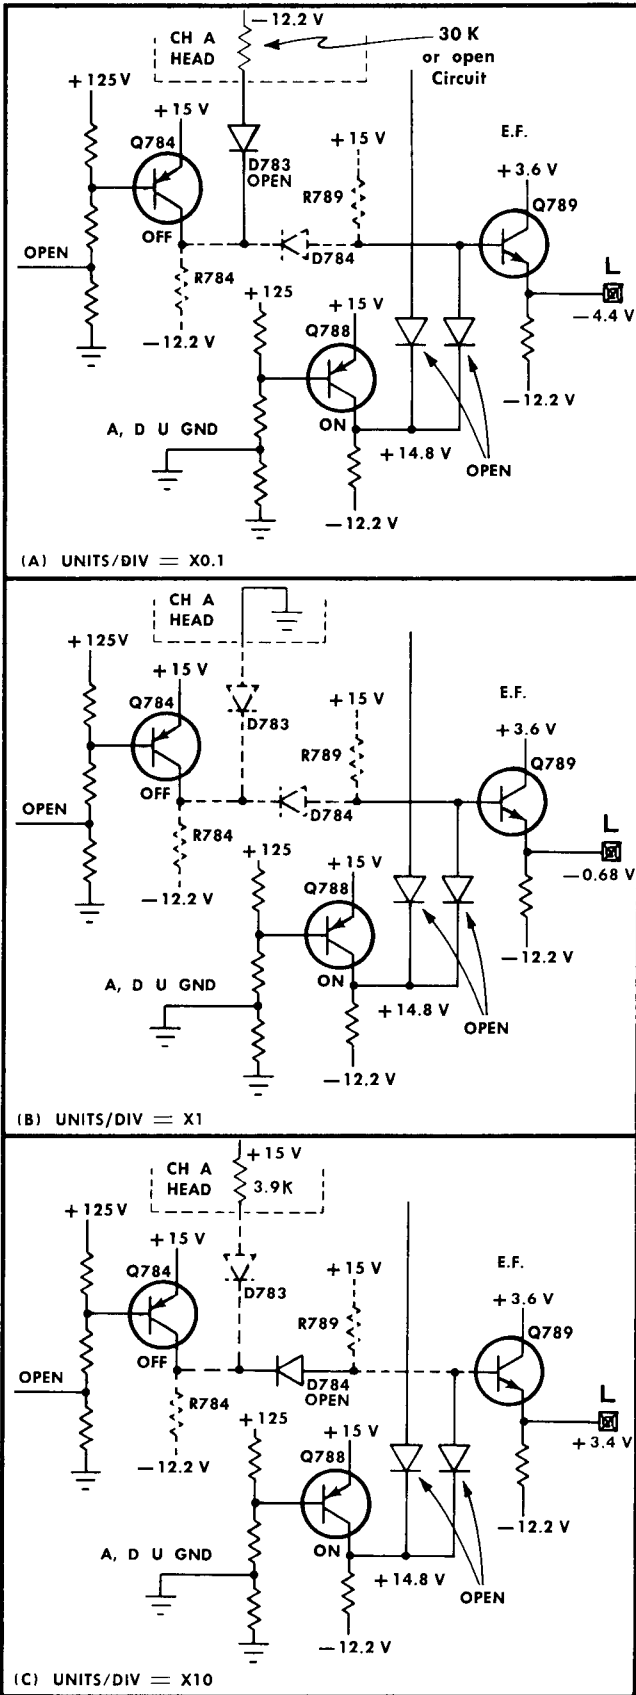 −12.2 V
CH A
HEAD
30 K
or open
Circuit
+125V
+15 V
Q784
D783
OPEN
+15 V
E.F.
+3.6 V
R789
Q789
OPEN
OFF
R784
D784
L
−4.4 V
+125
+15 V
Q788
−12.2 V
ON
−12.2 V
A, D U GND
+14.8 V
OPEN
−12.2 V
(A) UNITS/DIV = X0.1
CH A
HEAD
+125V
+15 V
Q784
D783
+15 V
E.F.
+3.6 V
R789
Q789
OPEN
OFF
R784
D784
L
−0.68 V
+125
+15 V
Q788
−12.2 V
ON
−12.2 V
A, D U GND
+14.8 V
OPEN
−12.2 V
(B) UNITS/DIV = X1
+15 V
CH A
HEAD
3.9K
+125V
+15 V
Q784
D783
+15 V
E.F.
+3.6 V
R789
Q789
OPEN
OFF
R784
D784
OPEN
L
+3.4 V
+125
+15 V
Q788
−12.2 V
ON
−12.2 V
A, D U GND
+14.8 V
OPEN
−12.2 V
(C) UNITS/DIV = X10